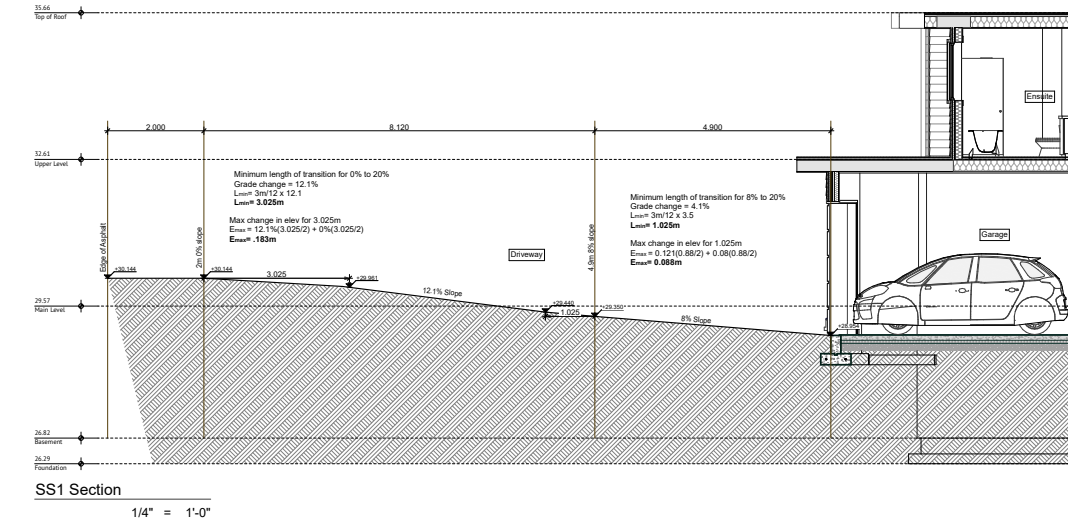 35.66
Top of Roof
Ensuite
2.000
8.120
4.900
32.61
Upper Level
Minimum length of transition for 0% to 20%
Grade change = 12.1%
Lmin= 3m/12 x 12.1
Lmin= 3.025m
Max change in elev for 3.025m
Emax = 12.1%(3.025/2) + 0%(3.025/2)
Emax= .183m
Minimum length of transition for 8% to 20%
Grade change = 4.1%
Lmin= 3m/12 x 3.5
Lmin= 1.025m
Max change in elev for 1.025m
Emax= 0.121(0.88/2) + 0.08(0.88/2)
Emax= 0.088m
Edge of Asphalt
2m 0% slope
4.9m 8% slope
Garage
Driveway
+30.144
+30.144
3.025
+29.961
12.1% Slope
29.57
Main Level
+29.440
1.025
+29.350
8% Slope
26.82
Basement
26.29
Foundation
SS1 Section
1/4" = 1'-0"